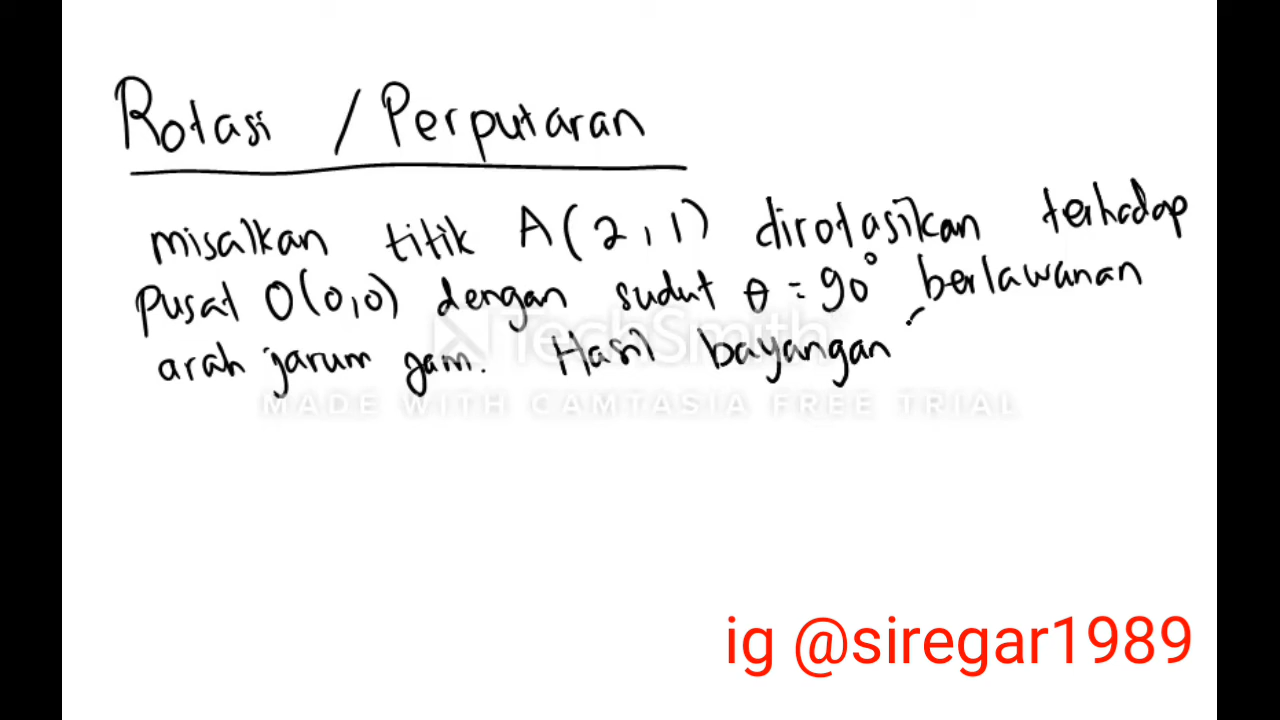 Rotasi / Perputaran
misalkan titik A(2,1) dirotasikan terhadap
pusat O(0,0) dengan sudut θ = 90° berlawanan
arah jarum jam. Hasil bayangan
TechSmith
MADE WITH CAMTASIA FREE TRIAL
ig @siregar1989